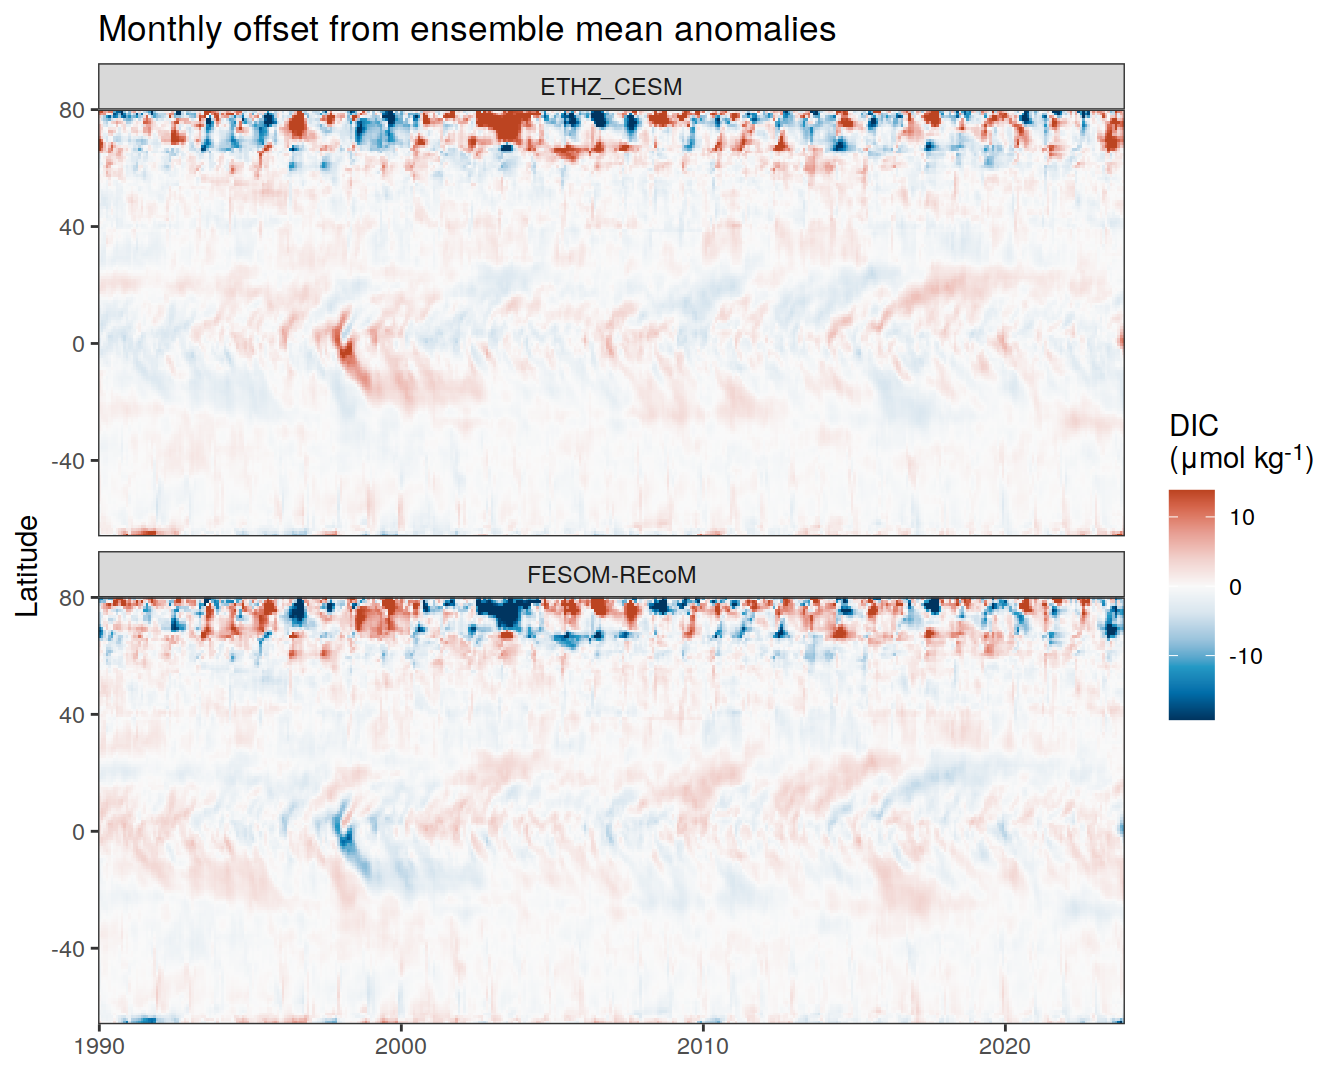 Monthly offset from ensemble mean anomalies
ETHZ_CESM
80
40
0
-40
FESOM-REcoM
80
40
0
-40
1990 2000 2010 2020
Latitude
DIC
(µmol kg⁻¹)
10
0
-10